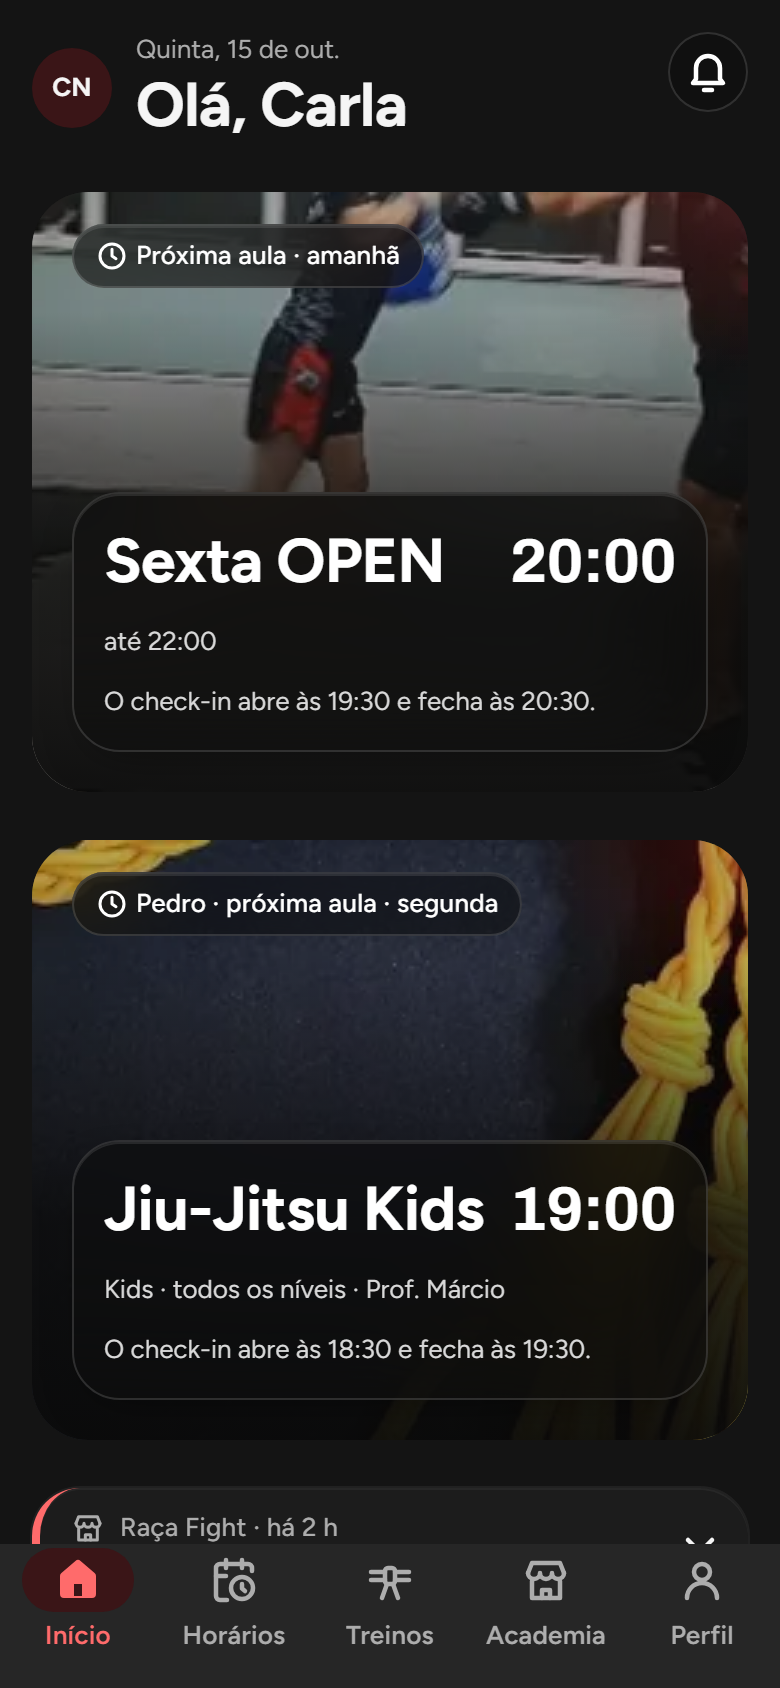 Quinta, 15 de out.
CN
Olá, Carla
Próxima aula · amanhã
Sexta OPEN 20:00
até 22:00
O check-in abre às 19:30 e fecha às 20:30.
Pedro · próxima aula · segunda
Jiu-Jitsu Kids 19:00
Kids · todos os níveis · Prof. Márcio
O check-in abre às 18:30 e fecha às 19:30.
Raça Fight · há 2 h
Início Horários Treinos Academia Perfil